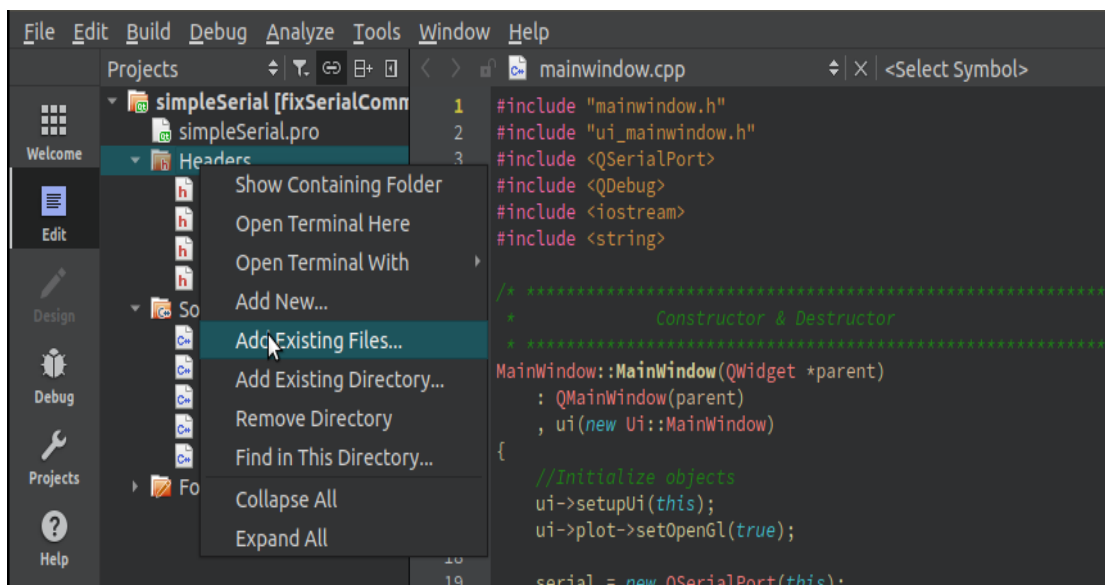 File Edit Build Debug Analyze Tools Window Help
Projects
mainwindow.cpp
<Select Symbol>
Welcome
Edit
Design
Debug
Projects
Help
simpleSerial [fixSerialComm
simpleSerial.pro
Headers
So
Fo
Show Containing Folder
Open Terminal Here
Open Terminal With
Add New...
Add Existing Files...
Add Existing Directory...
Remove Directory
Find in This Directory...
Collapse All
Expand All
1 #include "mainwindow.h"
2 #include "ui_mainwindow.h"
3 #include <QSerialPort>
#include <QDebug>
#include <iostream>
#include <string>
/* **********************************************************
* Constructor & Destructor
* **********************************************************
MainWindow::MainWindow(QWidget *parent)
: QMainWindow(parent)
, ui(new Ui::MainWindow)
{
//Initialize objects
ui->setupUi(this);
ui->plot->setOpenGl(true);
18
19 serial = new QSerialPort(this);